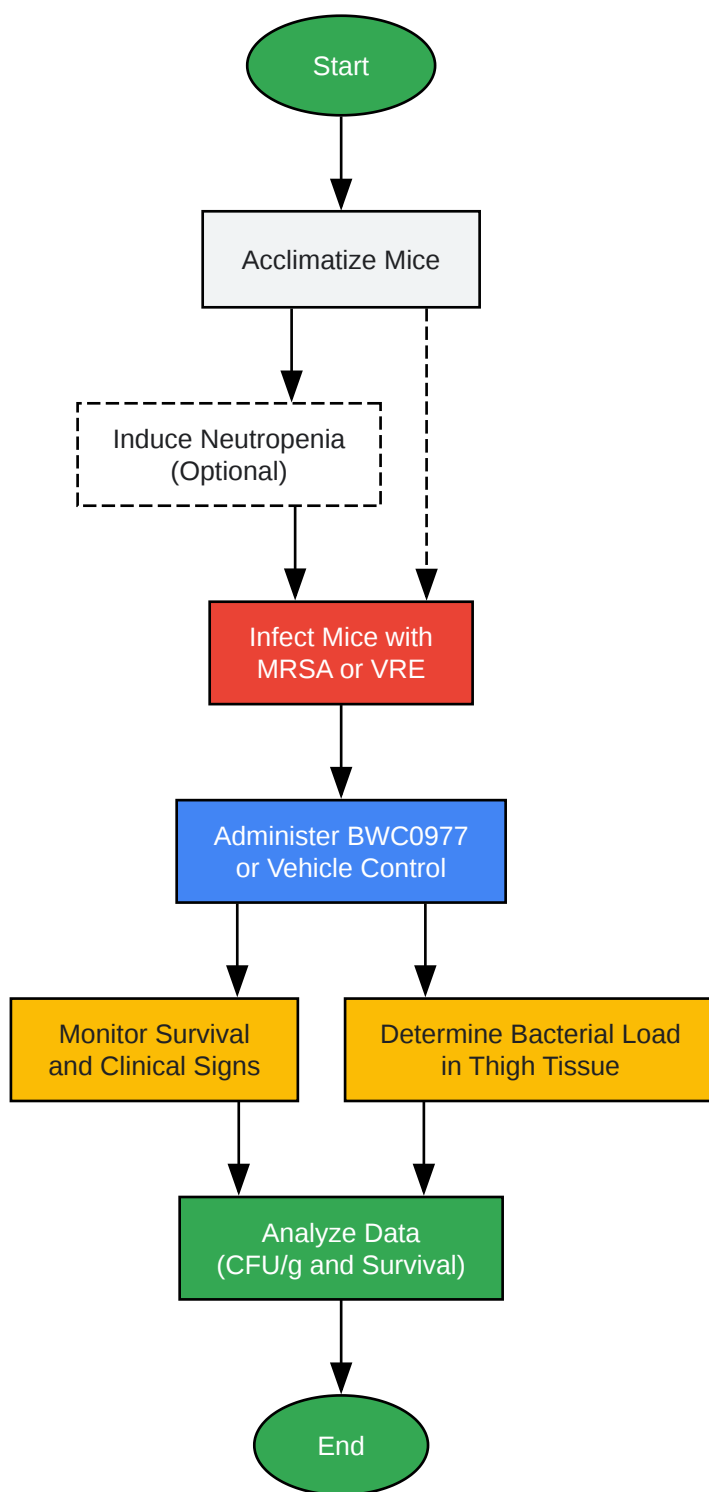 Start
Acclimatize Mice
Induce Neutropenia
(Optional)
Infect Mice with
MRSA or VRE
Administer BWC0977
or Vehicle Control
Monitor Survival
and Clinical Signs
Determine Bacterial Load
in Thigh Tissue
Analyze Data
(CFU/g and Survival)
End